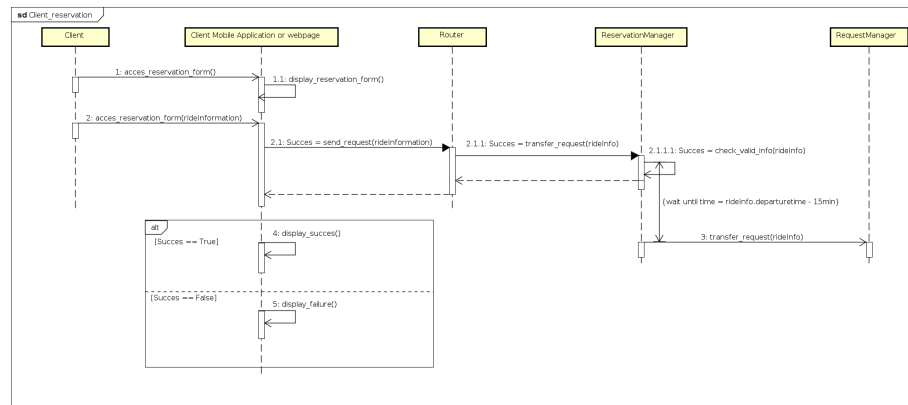 sd Client_reservation
Client
Client Mobile Application or webpage
Router
ReservationManager
RequestManager
1: acces_reservation_form()
1.1: display_reservation_form()
2: acces_reservation_form(rideInformation)
2.1: Succes = send_request(rideInformation)
2.1.1: Succes = transfer_request(rideInfo)
2.1.1.1: Succes = check_valid_info(rideInfo)
{wait until time = rideInfo.departuretime - 15min}
3: transfer_request(rideInfo)
alt
[Succes == True]
4: display_succes()
[Succes == False]
5: display_failure()